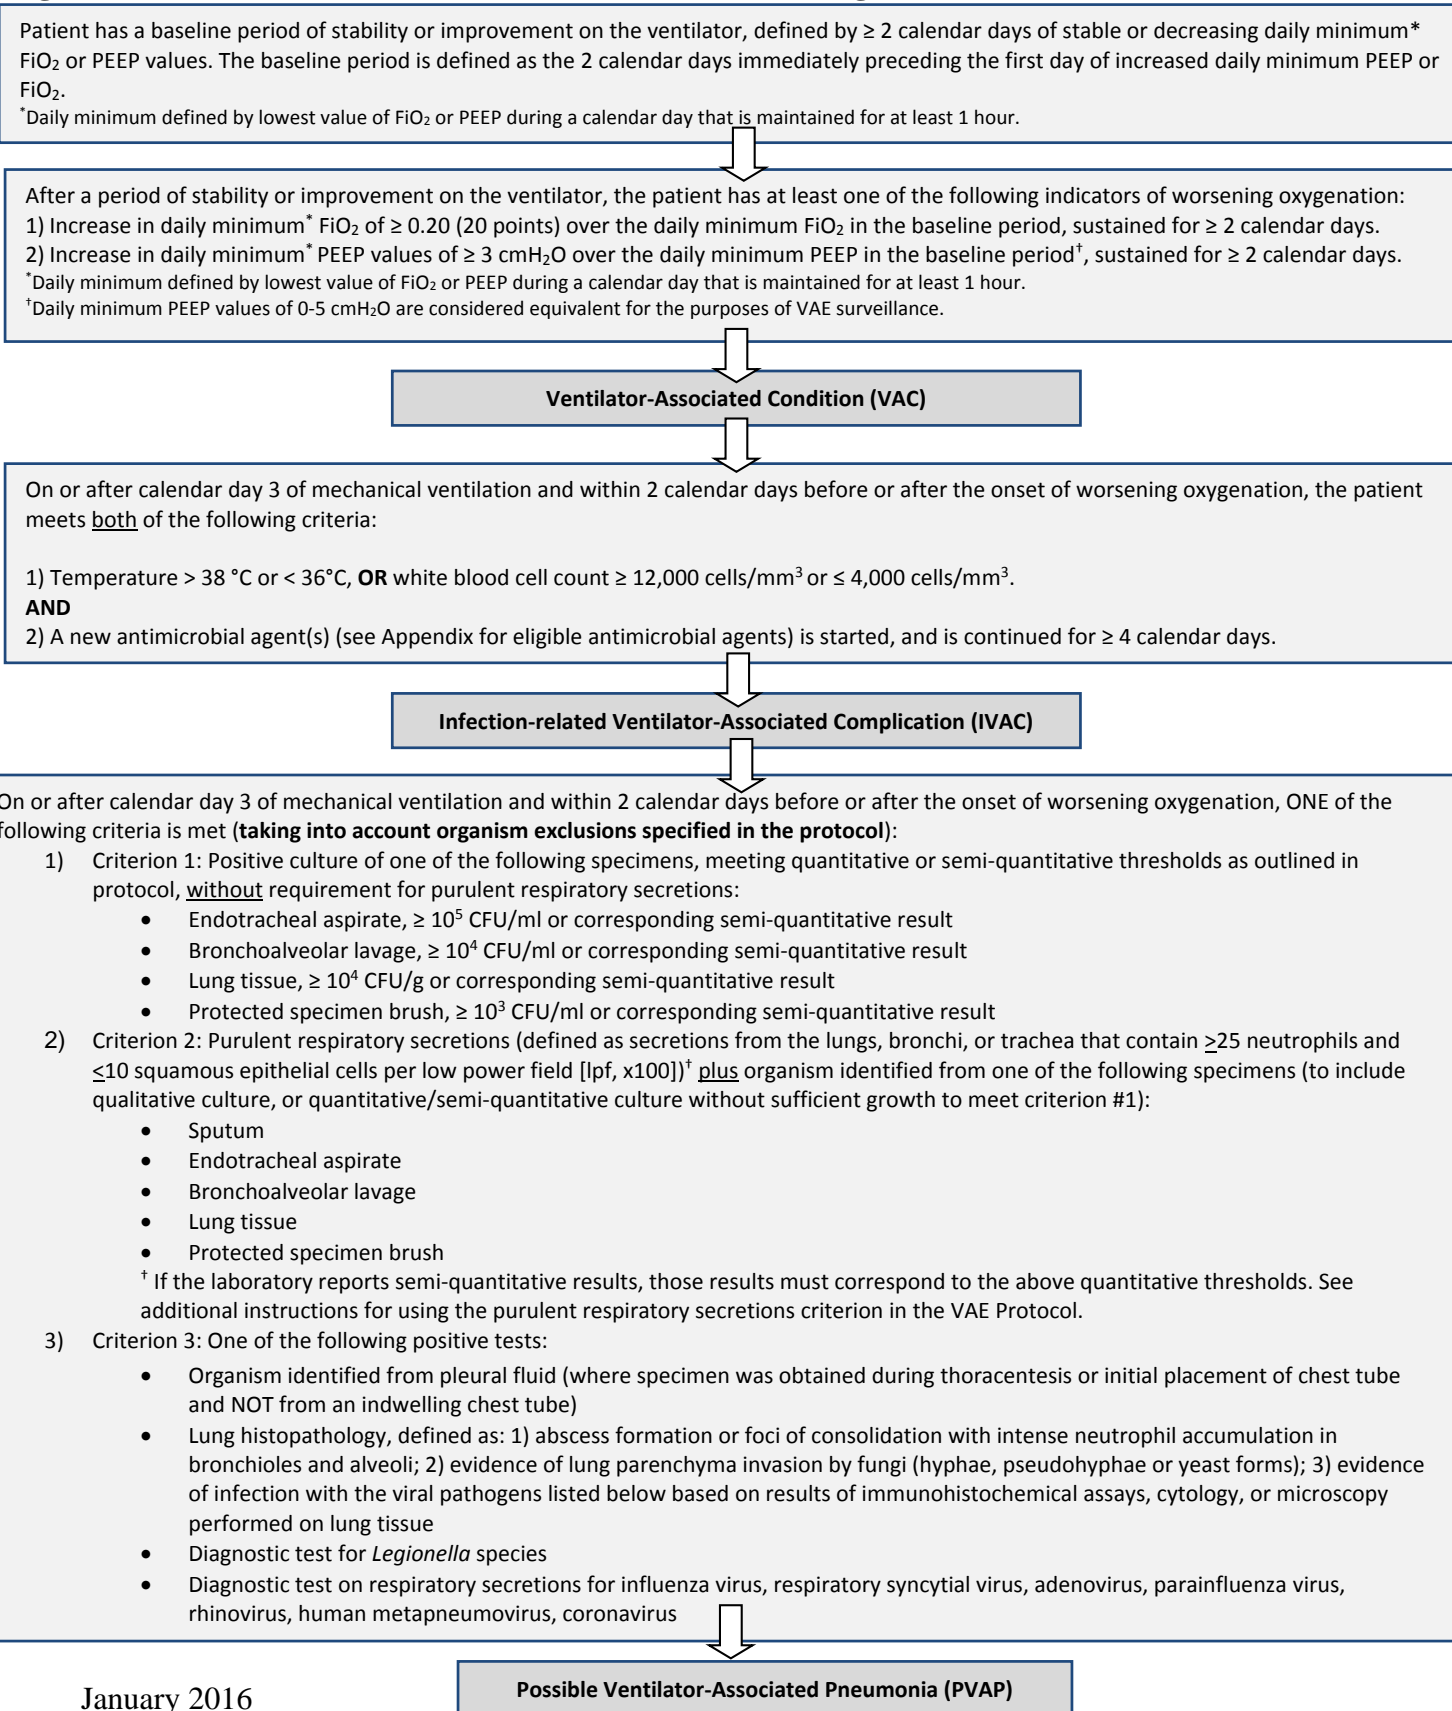 Patient has a baseline period of stability or improvement on the ventilator, defined by ≥ 2 calendar days of stable or decreasing daily minimum*
FiO₂ or PEEP values. The baseline period is defined as the 2 calendar days immediately preceding the first day of increased daily minimum PEEP or
FiO₂.
*Daily minimum defined by lowest value of FiO₂ or PEEP during a calendar day that is maintained for at least 1 hour.
After a period of stability or improvement on the ventilator, the patient has at least one of the following indicators of worsening oxygenation:
1) Increase in daily minimum* FiO₂ of ≥ 0.20 (20 points) over the daily minimum FiO₂ in the baseline period, sustained for ≥ 2 calendar days.
2) Increase in daily minimum* PEEP values of ≥ 3 cmH₂O over the daily minimum PEEP in the baseline period†, sustained for ≥ 2 calendar days.
*Daily minimum defined by lowest value of FiO₂ or PEEP during a calendar day that is maintained for at least 1 hour.
†Daily minimum PEEP values of 0-5 cmH₂O are considered equivalent for the purposes of VAE surveillance.
Ventilator-Associated Condition (VAC)
On or after calendar day 3 of mechanical ventilation and within 2 calendar days before or after the onset of worsening oxygenation, the patient
meets both of the following criteria:
1) Temperature > 38 °C or < 36°C, OR white blood cell count ≥ 12,000 cells/mm³ or ≤ 4,000 cells/mm³.
AND
2) A new antimicrobial agent(s) (see Appendix for eligible antimicrobial agents) is started, and is continued for ≥ 4 calendar days.
Infection-related Ventilator-Associated Complication (IVAC)
On or after calendar day 3 of mechanical ventilation and within 2 calendar days before or after the onset of worsening oxygenation, ONE of the
following criteria is met (taking into account organism exclusions specified in the protocol):
1) Criterion 1: Positive culture of one of the following specimens, meeting quantitative or semi-quantitative thresholds as outlined in
protocol, without requirement for purulent respiratory secretions:
• Endotracheal aspirate, ≥ 10⁵ CFU/ml or corresponding semi-quantitative result
• Bronchoalveolar lavage, ≥ 10⁴ CFU/ml or corresponding semi-quantitative result
• Lung tissue, ≥ 10⁴ CFU/g or corresponding semi-quantitative result
• Protected specimen brush, ≥ 10³ CFU/ml or corresponding semi-quantitative result
2) Criterion 2: Purulent respiratory secretions (defined as secretions from the lungs, bronchi, or trachea that contain ≥25 neutrophils and
≤10 squamous epithelial cells per low power field [lpf, x100])† plus organism identified from one of the following specimens (to include
qualitative culture, or quantitative/semi-quantitative culture without sufficient growth to meet criterion #1):
• Sputum
• Endotracheal aspirate
• Bronchoalveolar lavage
• Lung tissue
• Protected specimen brush
† If the laboratory reports semi-quantitative results, those results must correspond to the above quantitative thresholds. See
additional instructions for using the purulent respiratory secretions criterion in the VAE Protocol.
3) Criterion 3: One of the following positive tests:
• Organism identified from pleural fluid (where specimen was obtained during thoracentesis or initial placement of chest tube
and NOT from an indwelling chest tube)
• Lung histopathology, defined as: 1) abscess formation or foci of consolidation with intense neutrophil accumulation in
bronchioles and alveoli; 2) evidence of lung parenchyma invasion by fungi (hyphae, pseudohyphae or yeast forms); 3) evidence
of infection with the viral pathogens listed below based on results of immunohistochemical assays, cytology, or microscopy
performed on lung tissue
• Diagnostic test for Legionella species
• Diagnostic test on respiratory secretions for influenza virus, respiratory syncytial virus, adenovirus, parainfluenza virus,
rhinovirus, human metapneumovirus, coronavirus
Possible Ventilator-Associated Pneumonia (PVAP)
January 2016